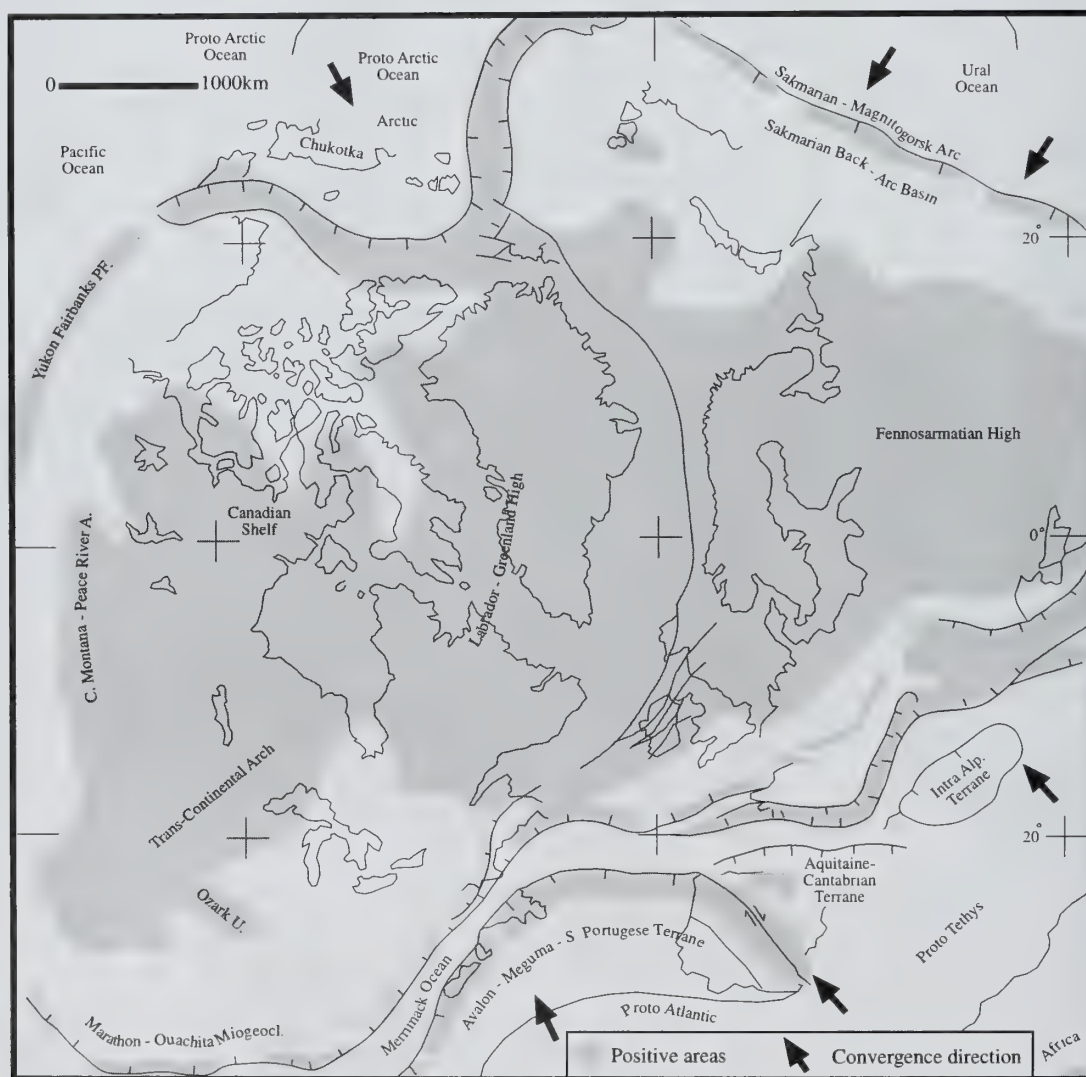 Proto Arctic
Ocean
Proto Arctic
Ocean
0
1000km
Arctic
Chukotka
Pacific
Ocean
Ural
Ocean
Sakmarian - Magnitogorsk Arc
Sakmarian Back - Arc Basin
20°
Yukon Fairbanks PF.
Fennosarmatian High
Canadian
Shelf
Labrador - Greenland High
0°
C. Montana - Peace River A.
Trans-Continental Arch
Intra Alp.
Terrane
20°
Aquitaine-
Cantabrian
Terrane
Ozark U.
Proto Tethys
Avalon - Meguma - S Portugese Terrane
Merrimack Ocean
Marathon - Ouachita Miogeocl.
Proto Atlantic
Africa
Positive areas
Convergence direction